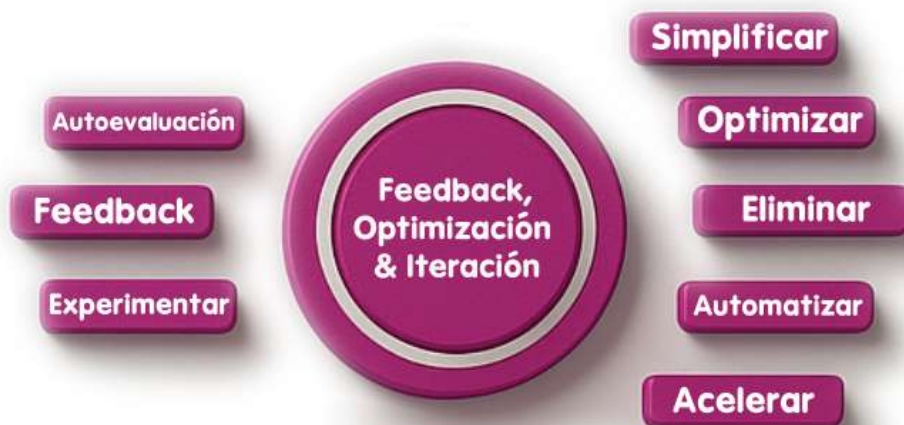 Autoevaluación
Feedback
Experimentar
Feedback,
Optimización
& Iteración
Simplificar
Optimizar
Eliminar
Automatizar
Acelerar